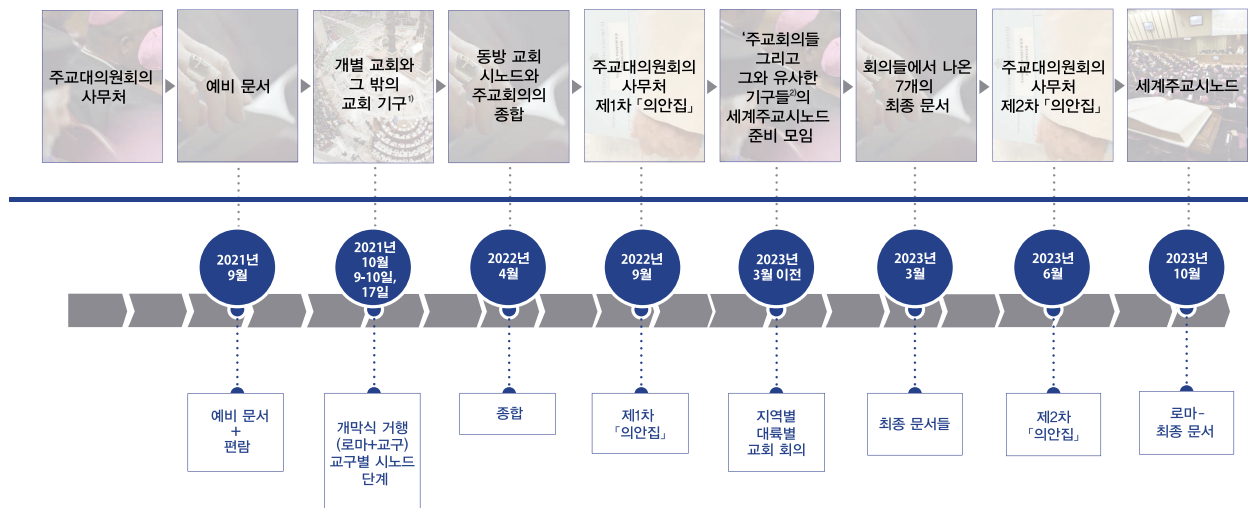 주교대의원회의
사무처
예비 문서
개별 교회와
그 밖의
교회 기구¹⁾
동방 교회
시노드와
주교회의의
종합
주교대의원회의
사무처
제1차 「의안집」
‘주교회의들
그리고
그와 유사한
기구들²⁾’의
세계주교시노드
준비 모임
회의들에서 나온
7개의
최종 문서
주교대의원회의
사무처
제2차 「의안집」
세계주교시노드
2021년
9월
2021년
10월
9-10일,
17일
2022년
4월
2022년
9월
2023년
3월 이전
2023년
3월
2023년
6월
2023년
10월
예비 문서
+
편람
개막식 거행
(로마+교구)
교구별 시노드
단계
종합
제1차
「의안집」
지역별
대륙별
교회 회의
최종 문서들
제2차
「의안집」
로마–
최종 문서